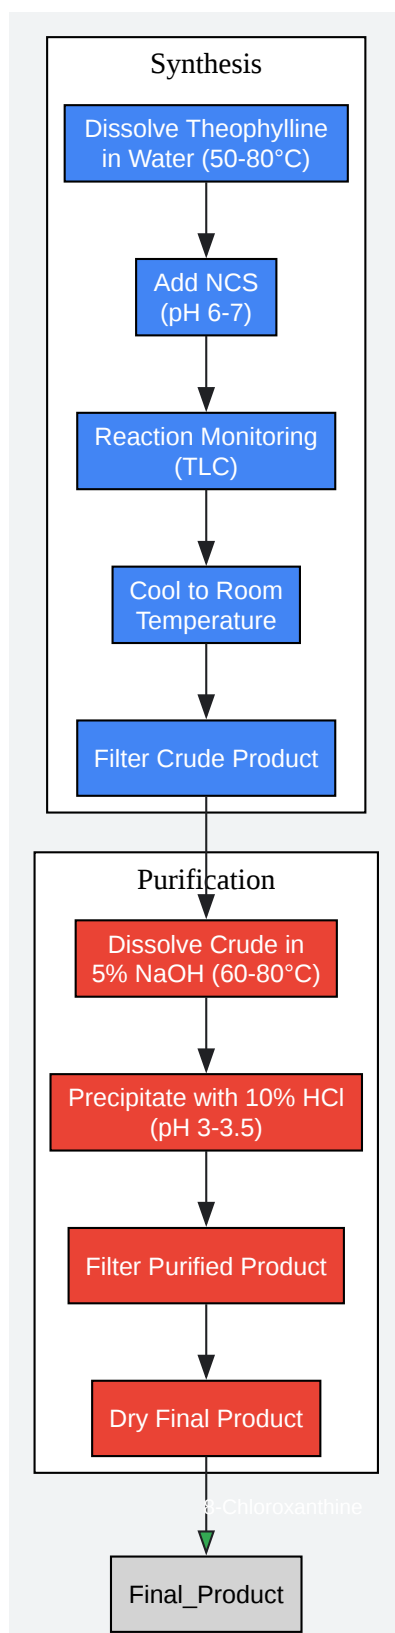 Synthesis
Dissolve Theophylline
in Water (50-80°C)
Add NCS
(pH 6-7)
Reaction Monitoring
(TLC)
Cool to Room
Temperature
Filter Crude Product
Purification
Dissolve Crude in
5% NaOH (60-80°C)
Precipitate with 10% HCl
(pH 3-3.5)
Filter Purified Product
Dry Final Product
8-Chloroxanthine
Final_Product